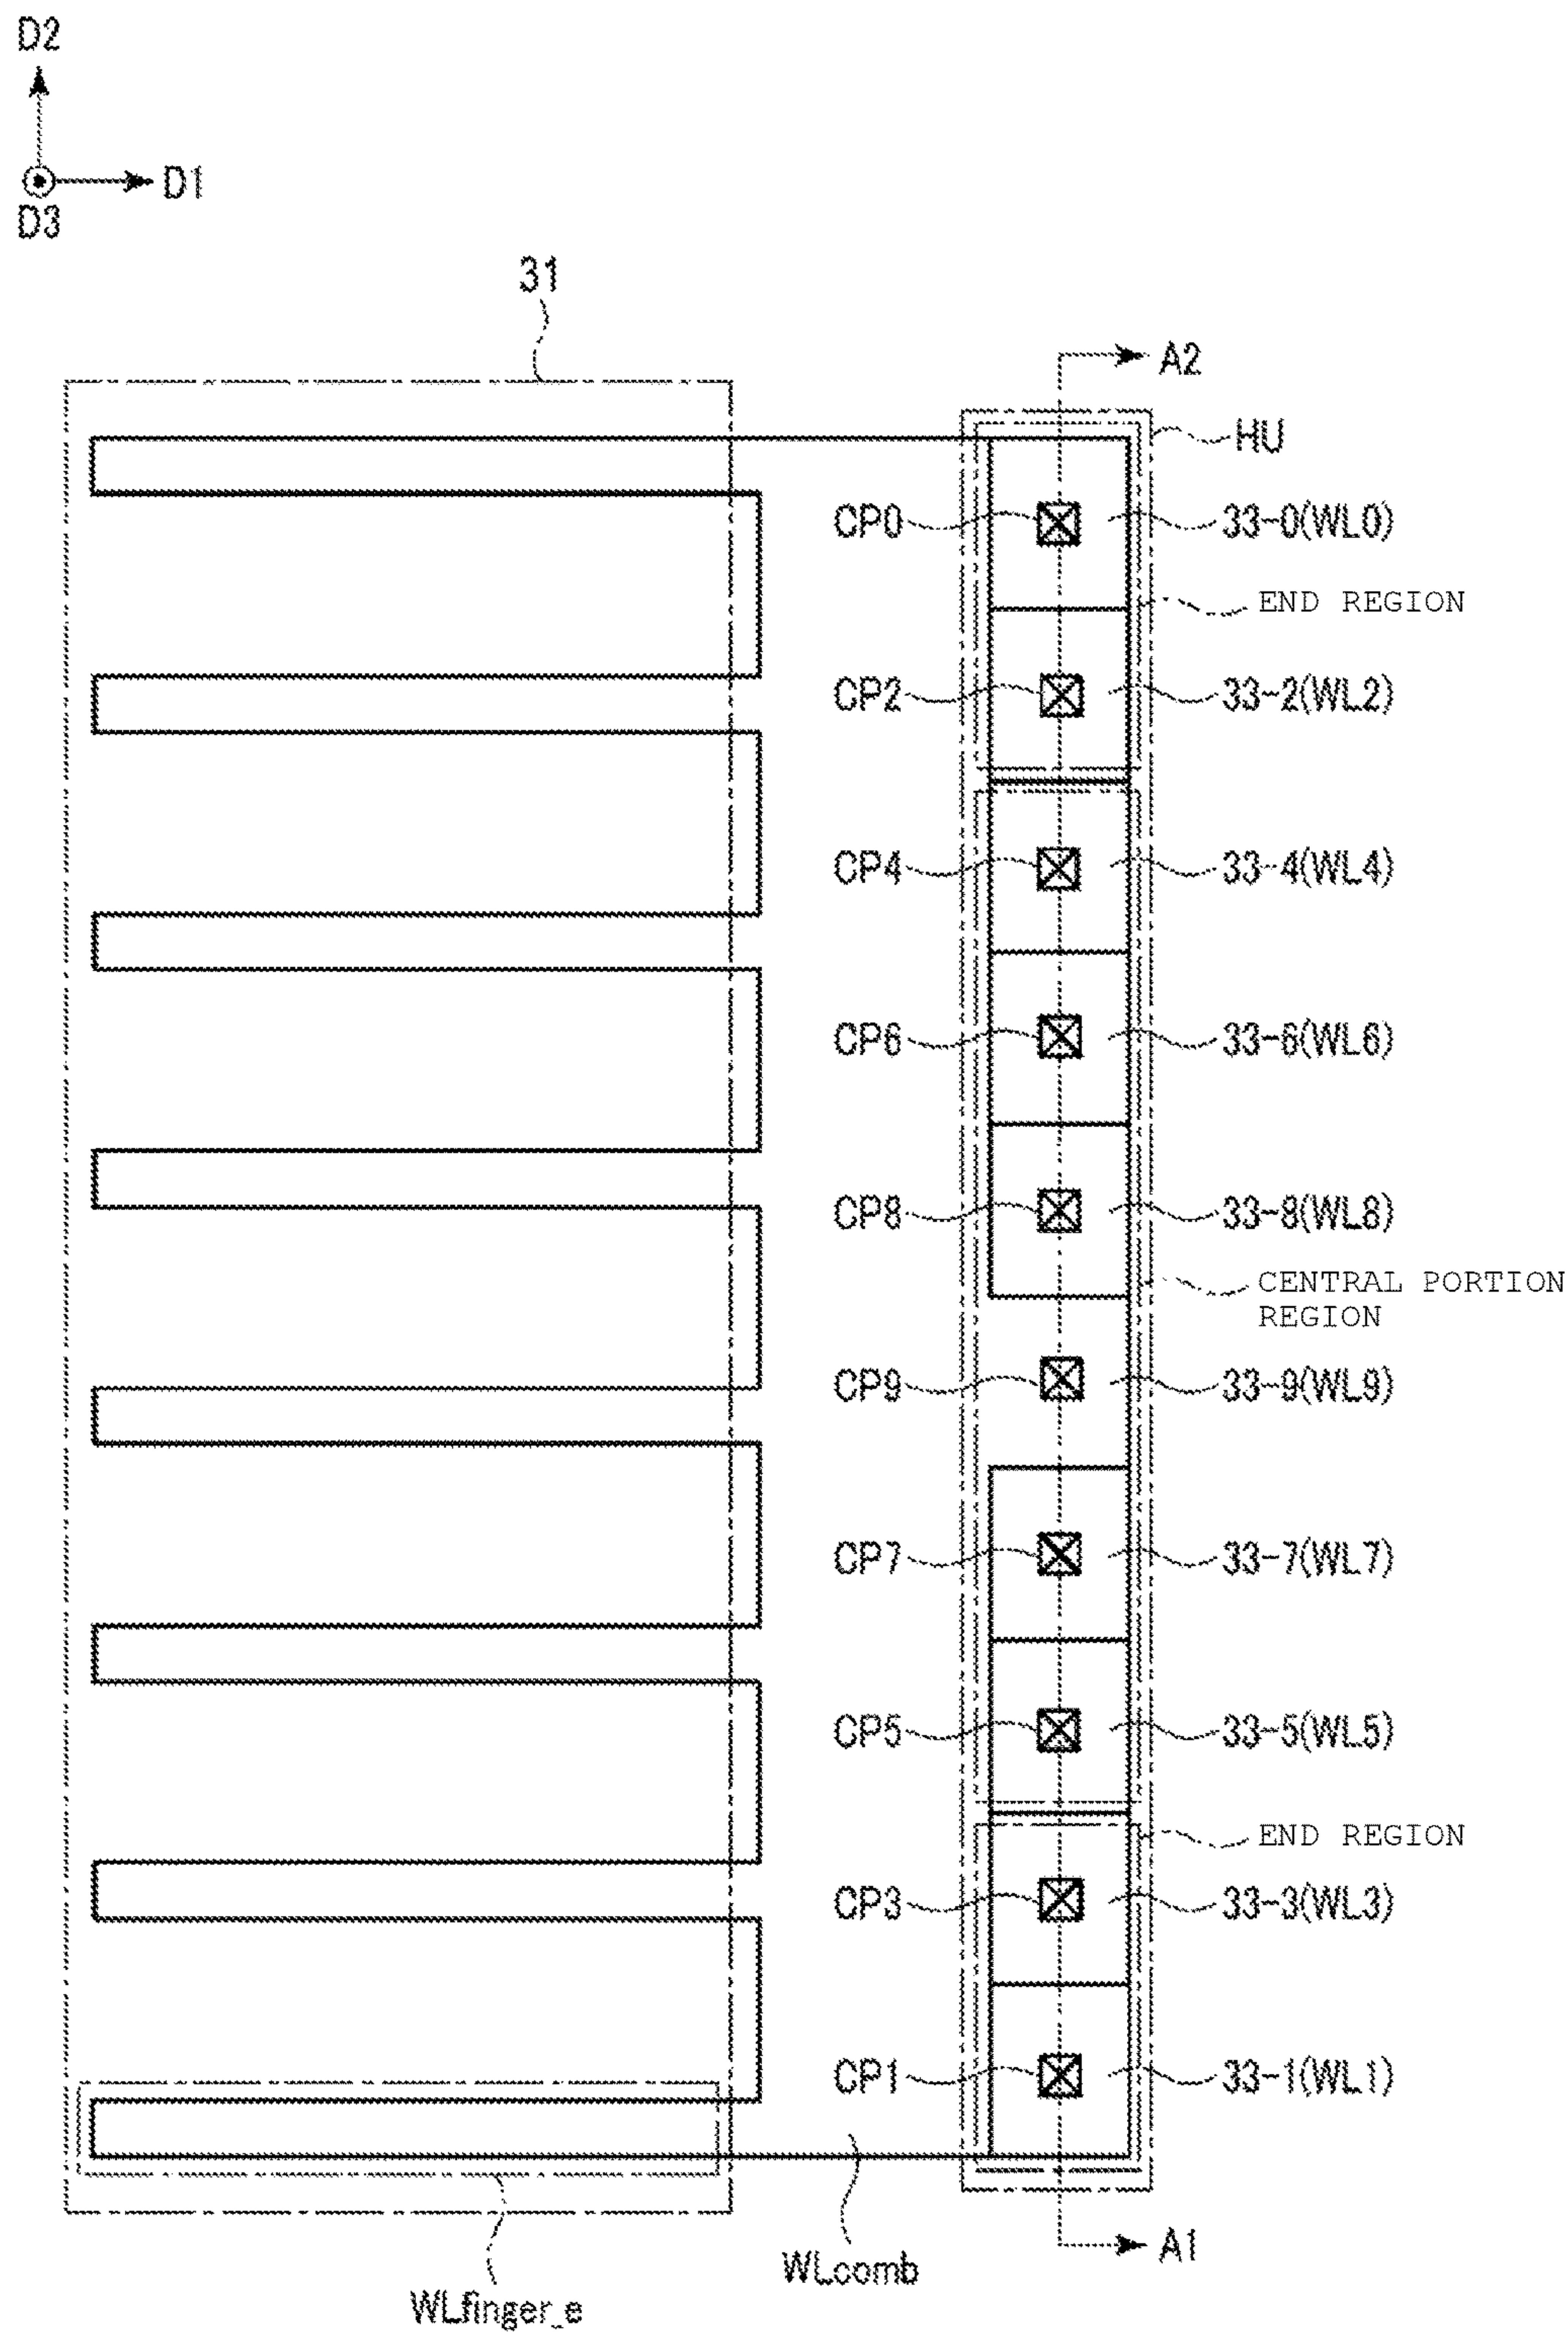 D2
D1
D3
31
A2
HU
CP0
33-0(WL0)
END REGION
CP2
33-2(WL2)
CP4
33-4(WL4)
CP6
33-6(WL6)
CP8
33-8(WL8)
CENTRAL PORTION
REGION
CP9
33-9(WL9)
CP7
33-7(WL7)
CP5
33-5(WL5)
END REGION
CP3
33-3(WL3)
CP1
33-1(WL1)
A1
WLcomb
WLfinger_e